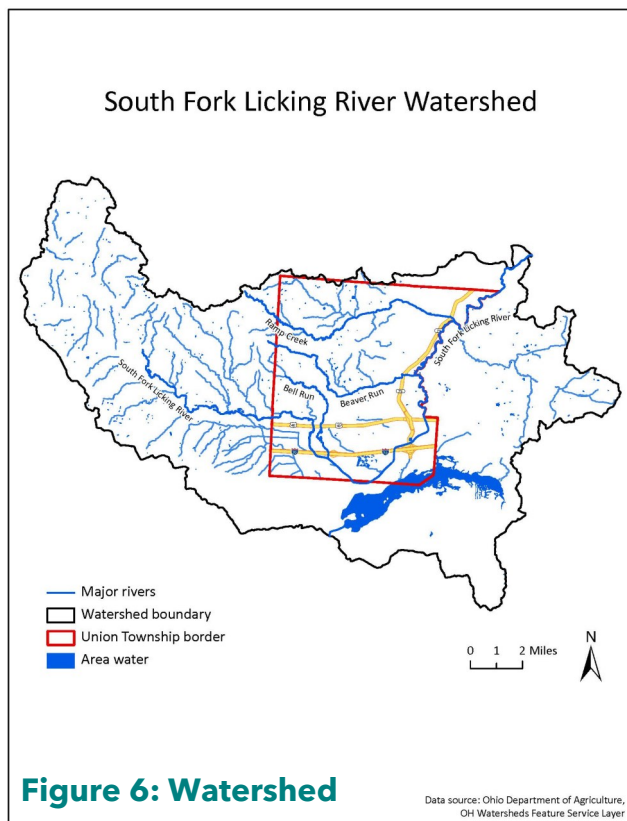 South Fork Licking River Watershed
Ramp Creek
South Fork Licking River
South Fork Licking River
Bell Run
Beaver Run
Major rivers
Watershed boundary
Union Township border
Area water
N
0 1 2 Miles
Figure 6: Watershed
Data source: Ohio Department of Agriculture,
OH Watersheds Feature Service Layer